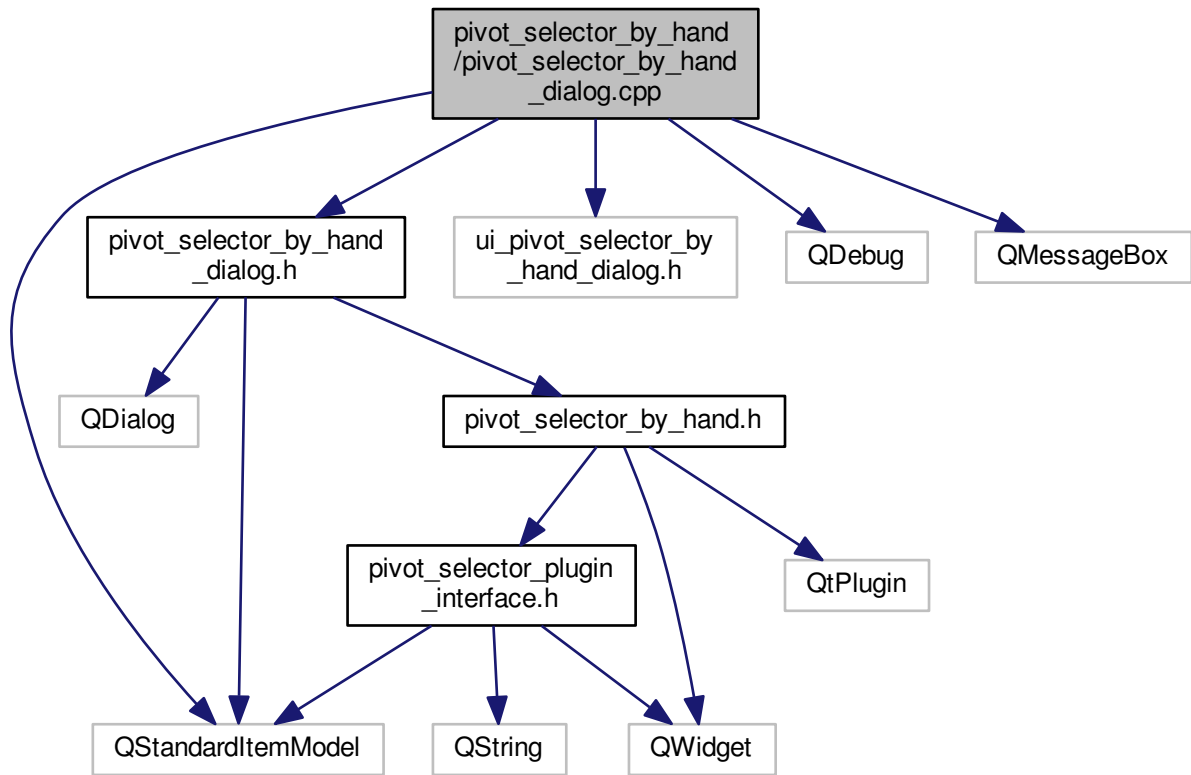 pivot_selector_by_hand
/pivot_selector_by_hand
_dialog.cpp
pivot_selector_by_hand
_dialog.h
ui_pivot_selector_by
_hand_dialog.h
QDebug
QMessageBox
QDialog
pivot_selector_by_hand.h
pivot_selector_plugin
_interface.h
QtPlugin
QStandardItemModel
QString
QWidget